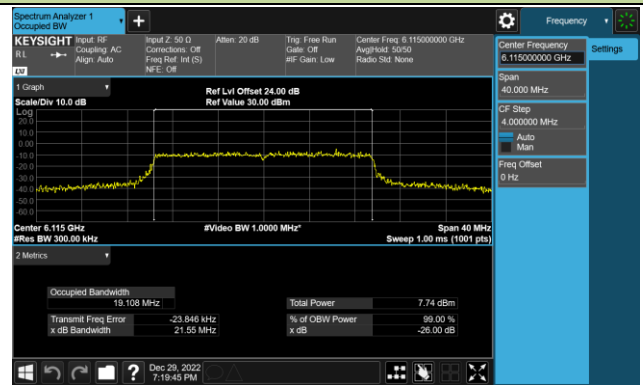 Spectrum Analyzer 1
Occupied BW
+
Frequency
KEYSIGHT
RL
Input: RF
Coupling: AC
Align: Auto
Input Z: 50 Ω
Corrections: Off
Freq Ref: Int (S)
NFE: Off
Atten: 20 dB
Trig: Free Run
Gate: Off
#IF Gain: Low
Center Freq: 6.115000000 GHz
Avg|Hold: 50/50
Radio Std: None
LXI
Center Frequency
6.115000000 GHz
Settings
Span
40.000 MHz
CF Step
4.000000 MHz
Auto
Man
Freq Offset
0 Hz
1 Graph
Scale/Div 10.0 dB
Ref Lvl Offset 24.00 dB
Ref Value 30.00 dBm
Log
20.0
10.0
0.00
-10.0
-20.0
-30.0
-40.0
-50.0
-60.0
Center 6.115 GHz
#Res BW 300.00 kHz
#Video BW 1.0000 MHz*
Span 40 MHz
Sweep 1.00 ms (1001 pts)
2 Metrics
Occupied Bandwidth
19.108 MHz
Total Power 7.74 dBm
Transmit Freq Error -23.846 kHz
% of OBW Power 99.00 %
x dB Bandwidth 21.55 MHz
x dB -26.00 dB
?
Dec 29, 2022
7:19:45 PM